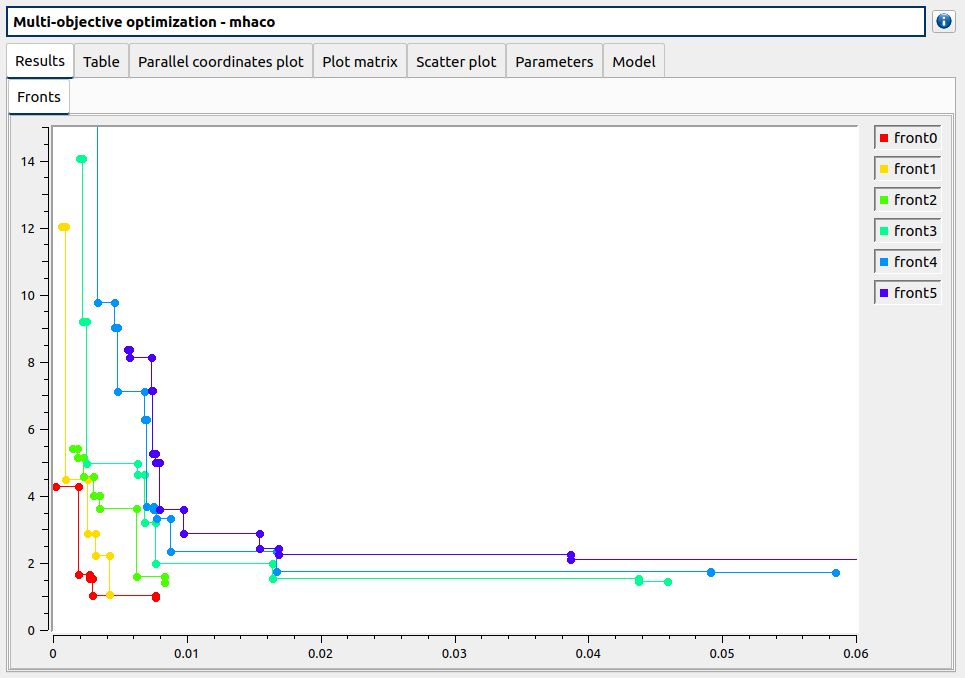 Multi-objective optimization - mhaco
Results Table Parallel coordinates plot Plot matrix Scatter plot Parameters Model
Fronts
front0
front1
front2
front3
front4
front5
14
12
10
8
6
4
2
0
0 0.01 0.02 0.03 0.04 0.05 0.06